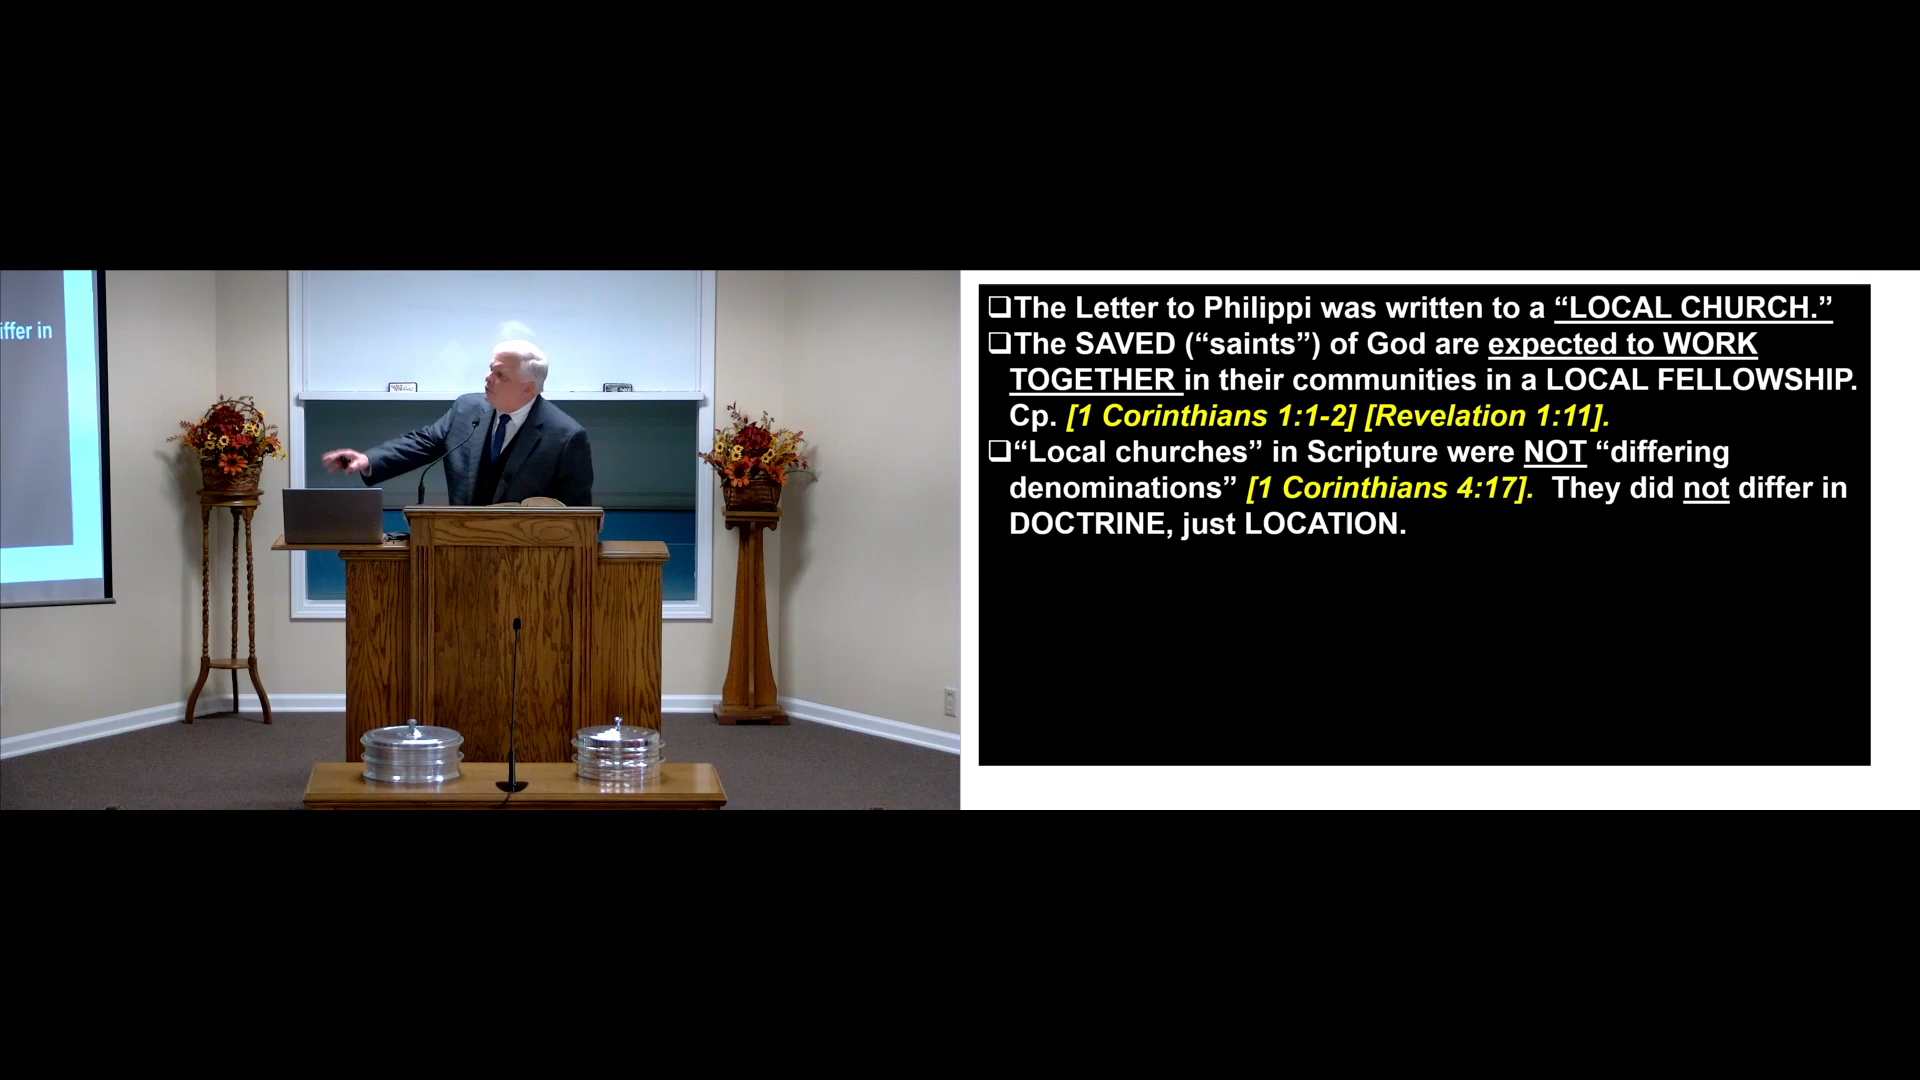 iffer in
❑The Letter to Philippi was written to a “LOCAL CHURCH.”
❑The SAVED (“saints”) of God are expected to WORK
TOGETHER in their communities in a LOCAL FELLOWSHIP.
Cp. [1 Corinthians 1:1-2] [Revelation 1:11].
❑“Local churches” in Scripture were NOT “differing
denominations” [1 Corinthians 4:17].  They did not differ in
DOCTRINE, just LOCATION.